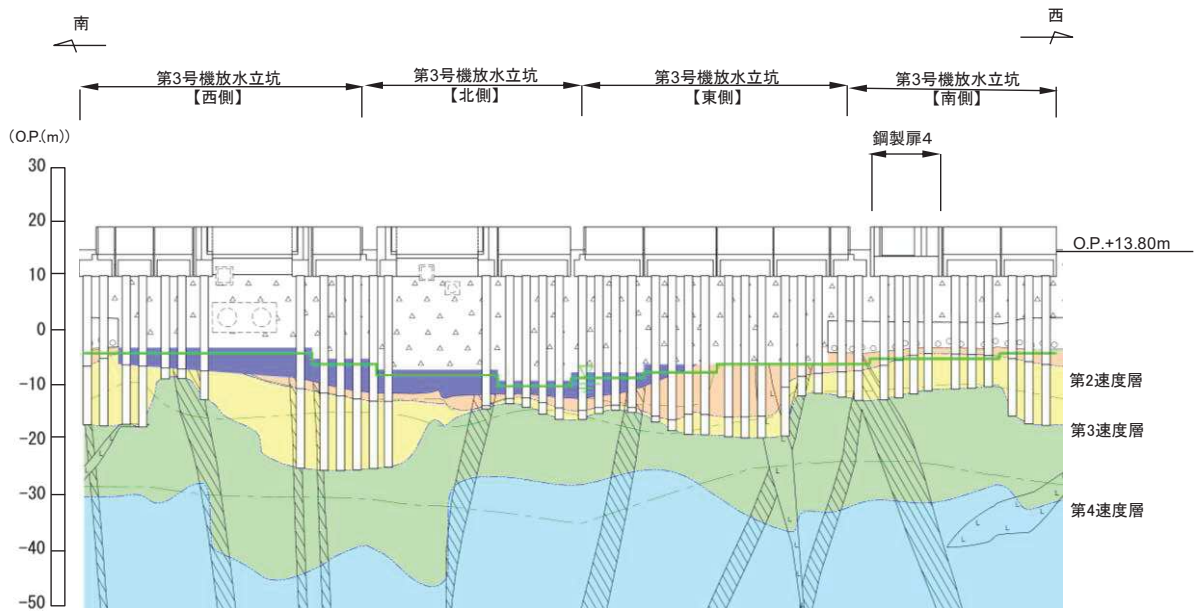 南
西
第3号機放水立坑
【西側】
第3号機放水立坑
【北側】
第3号機放水立坑
【東側】
第3号機放水立坑
【南側】
(O.P.(m))
鋼製扉4
30
20
O.P.+13.80m
10
0
-10
第2速度層
-20
第3速度層
-30
第4速度層
-40
-50